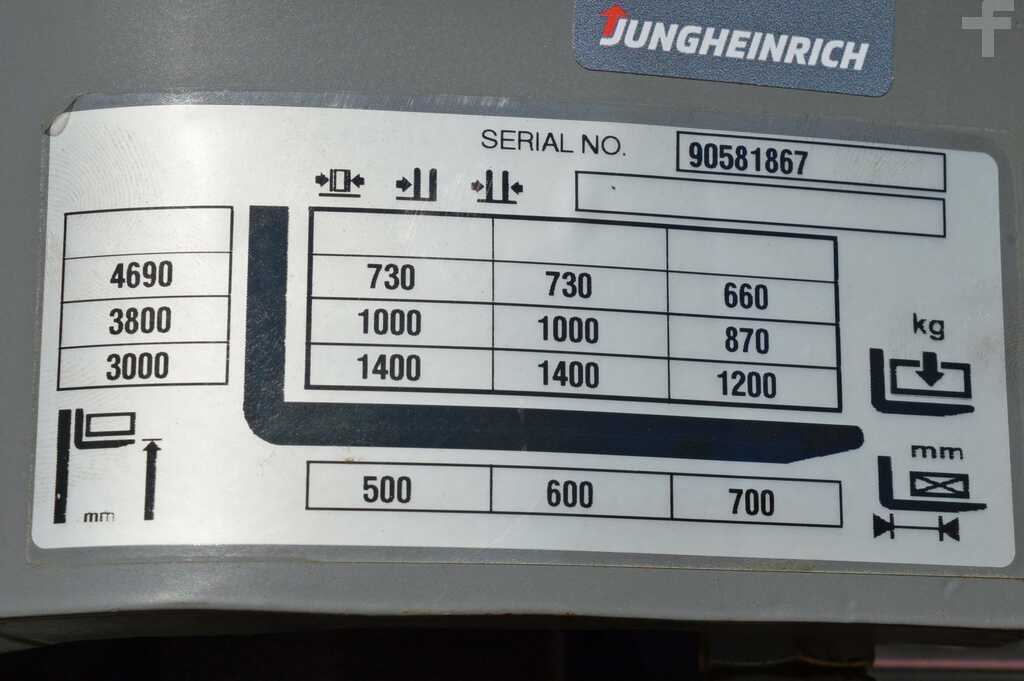 JUNGHEINRICH
f
SERIAL NO. 90581867
4690 730 730 660
3800 1000 1000 870
3000 1400 1400 1200
kg
mm
mm
500 600 700